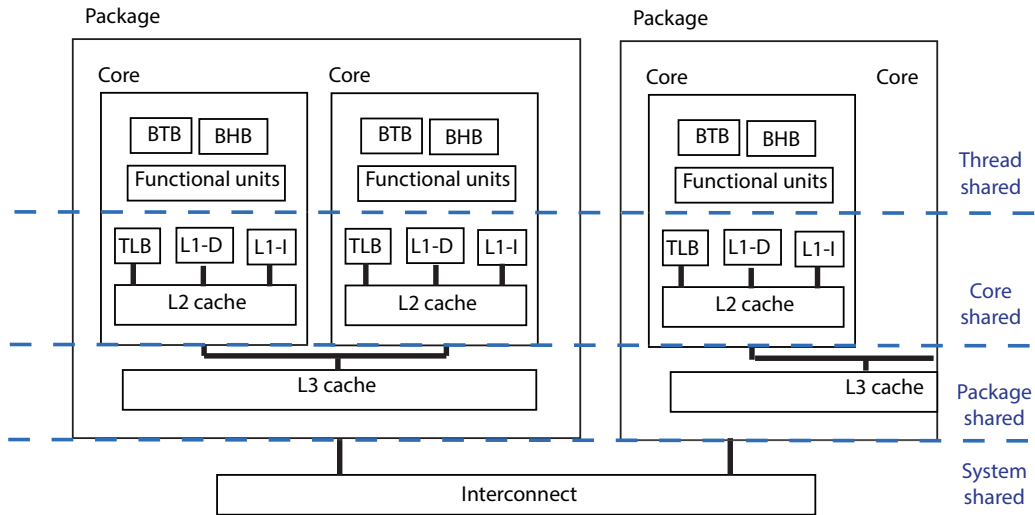 Package
Package
Core
Core
Core
Core
BTB
BHB
BTB
BHB
BTB
BHB
Functional units
Functional units
Functional units
Thread
shared
TLB
L1-D
L1-I
TLB
L1-D
L1-I
TLB
L1-D
L1-I
L2 cache
L2 cache
L2 cache
Core
shared
L3 cache
L3 cache
Package
shared
Interconnect
System
shared